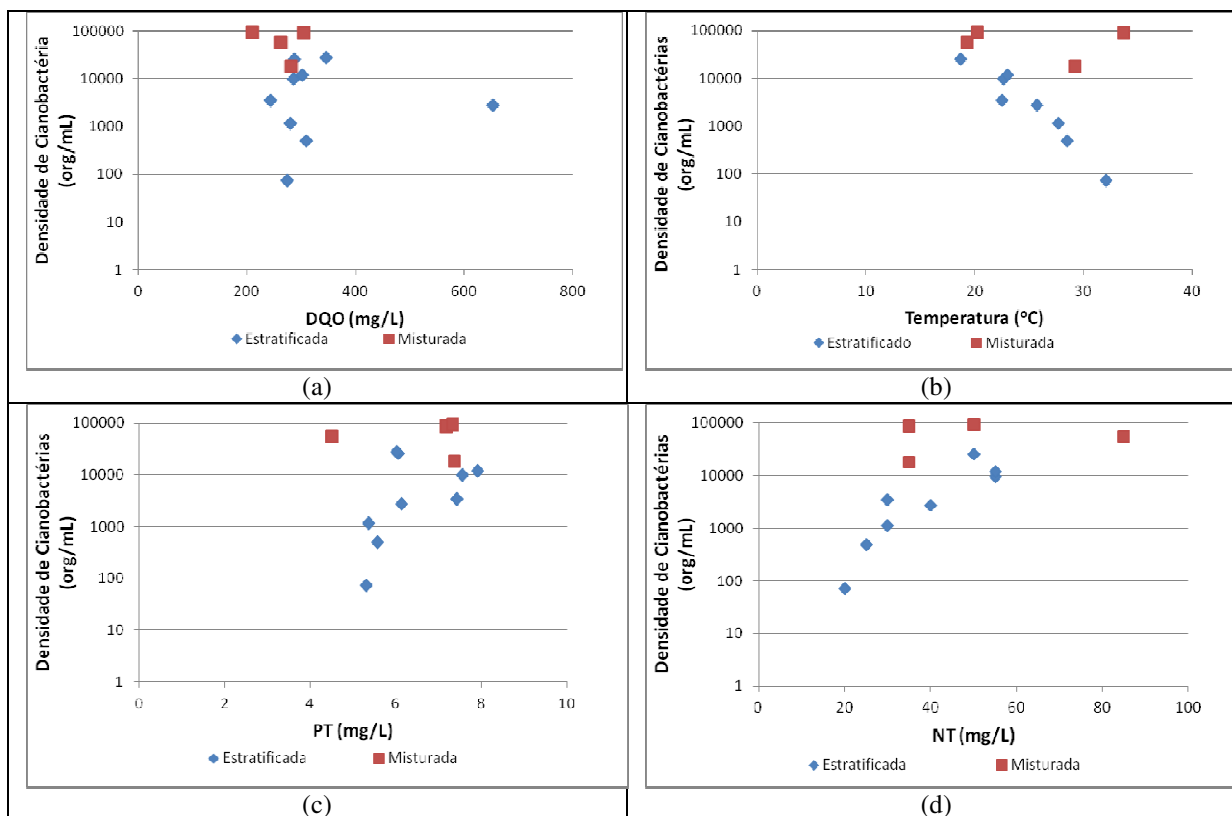 Densidade de Cianobactéria
(org/mL)
100000
10000
1000
100
10
1
0
200
400
600
800
DQO (mg/L)
Estratificada
Misturada
(a)
Densidade de Cianobactérias
(org/mL)
100000
10000
1000
100
10
1
0
10
20
30
40
Temperatura (°C)
Estratificado
Misturada
(b)
Densidade de Cianobactérias
(org/mL)
100000
10000
1000
100
10
1
0
2
4
6
8
10
PT (mg/L)
Estratificada
Misturada
(c)
Densidade de Cianobactérias
(org/mL)
100000
10000
1000
100
10
1
0
20
40
60
80
100
NT (mg/L)
Estratificada
Misturada
(d)